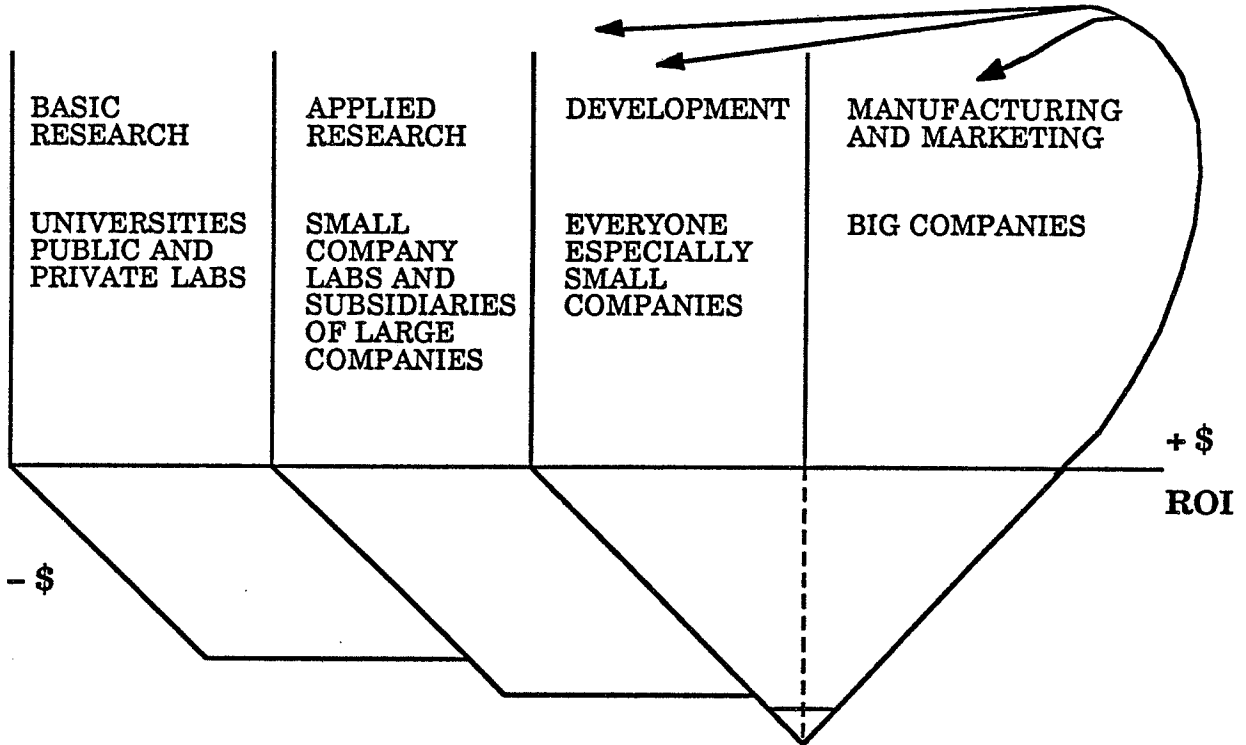 BASIC
RESEARCH
APPLIED
RESEARCH
DEVELOPMENT
MANUFACTURING
AND MARKETING
UNIVERSITIES
PUBLIC AND
PRIVATE LABS
SMALL
COMPANY
LABS AND
SUBSIDIARIES
OF LARGE
COMPANIES
EVERYONE
ESPECIALLY
SMALL
COMPANIES
BIG COMPANIES
+ $
ROI
– $